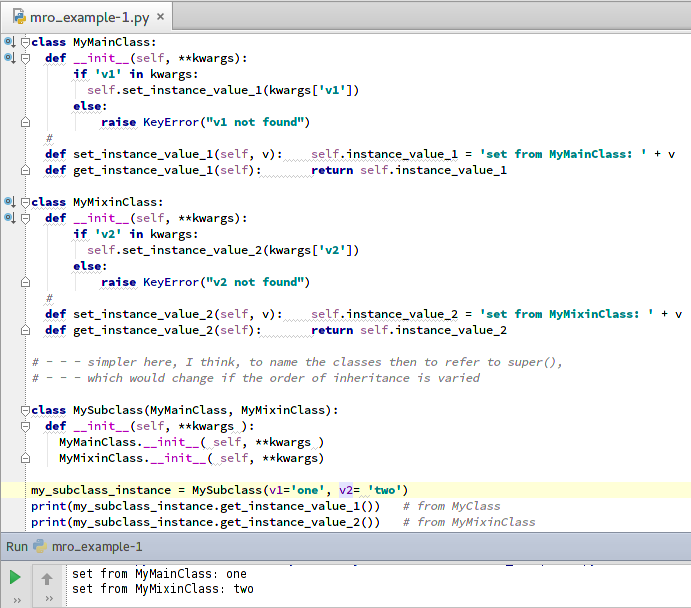 mro_example-1.py ×
class MyMainClass:
def __init__(self, **kwargs):
if 'v1' in kwargs:
self.set_instance_value_1(kwargs['v1'])
else:
raise KeyError("v1 not found")
#
def set_instance_value_1(self, v):    self.instance_value_1 = 'set from MyMainClass: ' + v
def get_instance_value_1(self):       return self.instance_value_1
class MyMixinClass:
def __init__(self, **kwargs):
if 'v2' in kwargs:
self.set_instance_value_2(kwargs['v2'])
else:
raise KeyError("v2 not found")
#
def set_instance_value_2(self, v):    self.instance_value_2 = 'set from MyMixinClass: ' + v
def get_instance_value_2(self):       return self.instance_value_2
# - - - simpler here, I think, to name the classes then to refer to super(),
# - - - which would change if the order of inheritance is varied
class MySubclass(MyMainClass, MyMixinClass):
def __init__(self, **kwargs ):
MyMainClass.__init__( self, **kwargs )
MyMixinClass.__init__( self, **kwargs)
my_subclass_instance = MySubclass(v1='one', v2= 'two')
print(my_subclass_instance.get_instance_value_1())   # from MyClass
print(my_subclass_instance.get_instance_value_2())   # from MyMixinClass
Run mro_example-1
set from MyMainClass: one
set from MyMixinClass: two